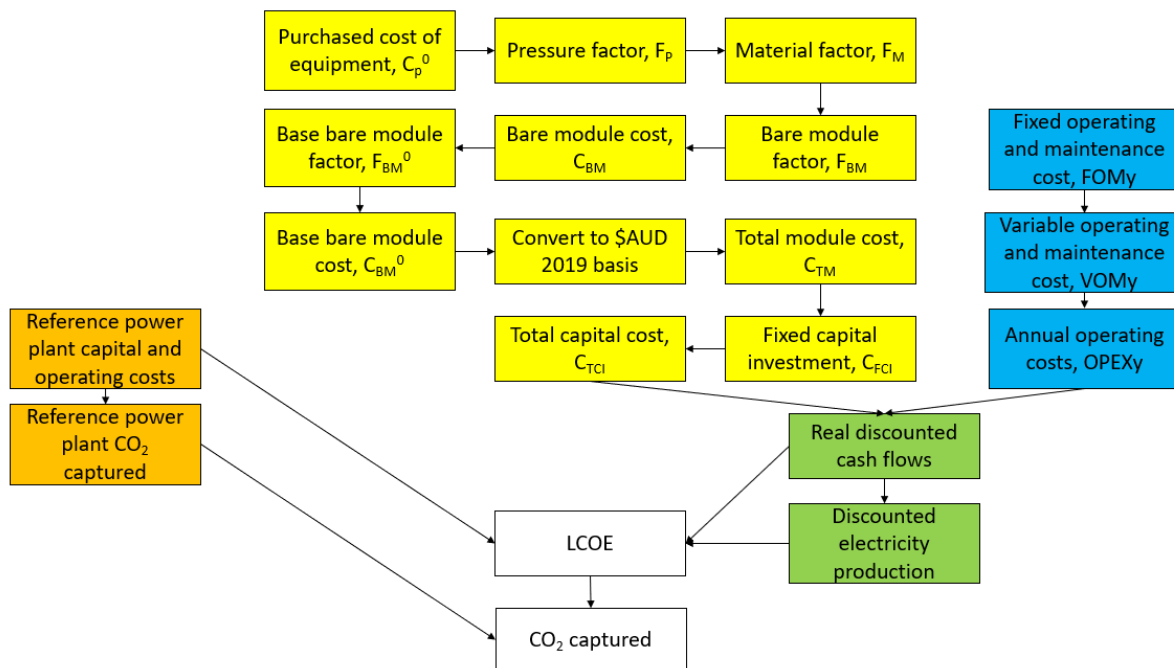 Purchased cost of
equipment, Cp⁰
Pressure factor, FP
Material factor, FM
Base bare module
factor, FBM⁰
Bare module cost,
CBM
Bare module
factor, FBM
Fixed operating
and maintenance
cost, FOMy
Base bare module
cost, CBM⁰
Convert to $AUD
2019 basis
Total module cost,
CTM
Variable operating
and maintenance
cost, VOMy
Reference power
plant capital and
operating costs
Total capital cost,
CTCI
Fixed capital
investment, CFCI
Annual operating
costs, OPEXy
Reference power
plant CO₂
captured
Real discounted
cash flows
LCOE
Discounted
electricity
production
CO₂ captured